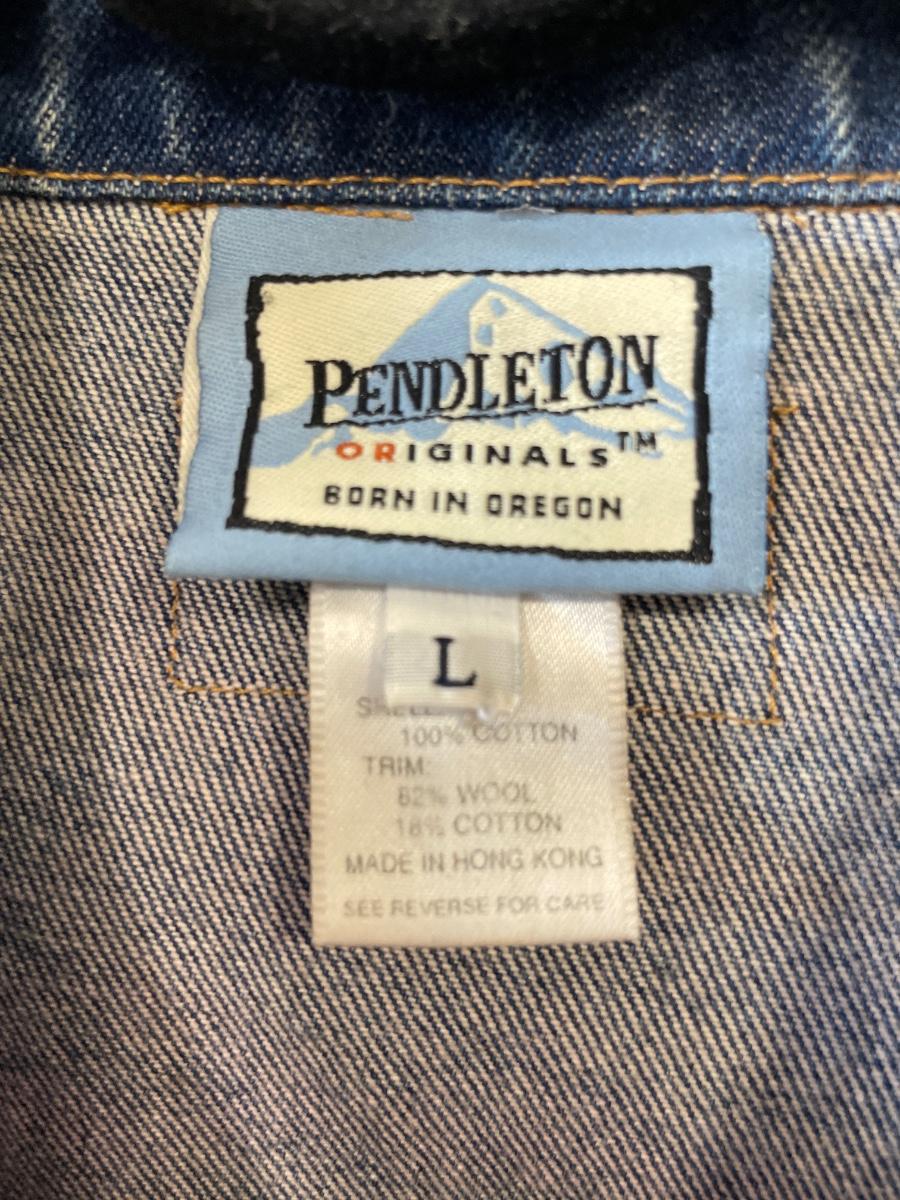 PENDLETON
ORIGINALS™
BORN IN OREGON
L
SHELL:
100% COTTON
TRIM:
82% WOOL
18% COTTON
MADE IN HONG KONG
SEE REVERSE FOR CARE